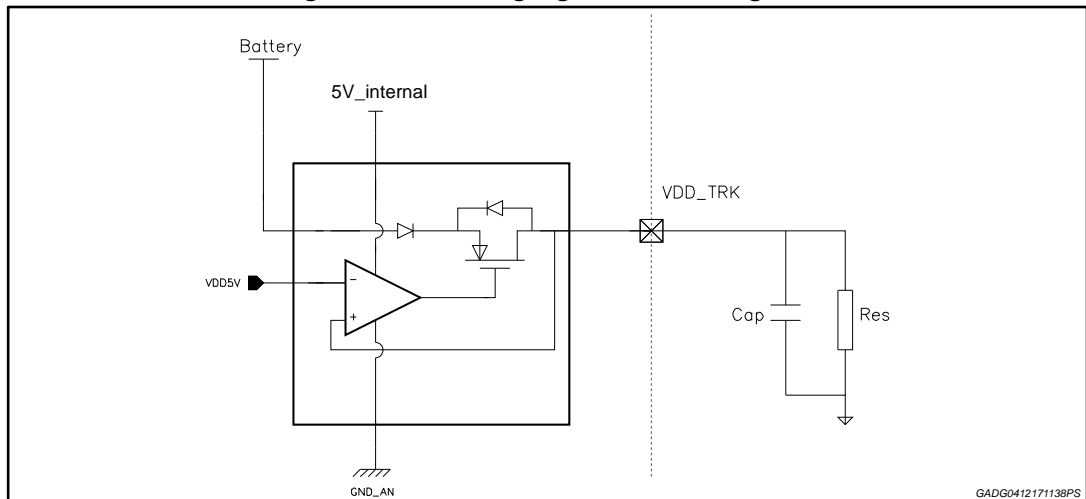 Battery
5V_internal
VDD_TRK
VDD5V
−
+
Cap
Res
GND_AN
GADG0412171138PS